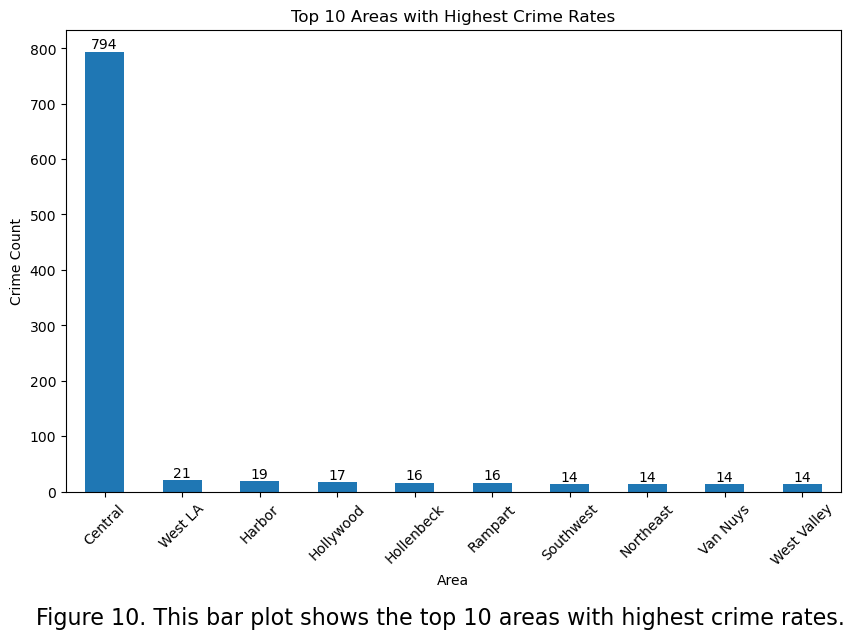 Top 10 Areas with Highest Crime Rates
794
800
700
600
500
400
300
200
100
0
Crime Count
21
19
17
16
16
14
14
14
14
Central
West LA
Harbor
Hollywood
Hollenbeck
Rampart
Southwest
Northeast
Van Nuys
West Valley
Area
Figure 10. This bar plot shows the top 10 areas with highest crime rates.